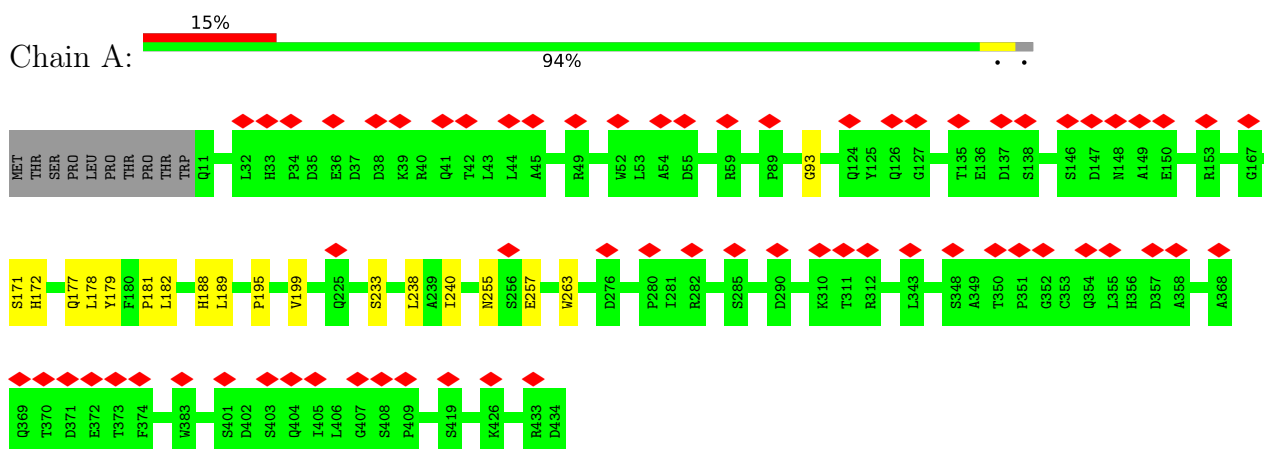 15%
Chain A:
94%
• •
MET THR SER PRO LEU PRO THR PRO THR TRP Q11 L32 H33 P34 D35 E36 D37 D38 K39 R40 Q41 T42 L43 L44 A45 R49 W52 L53 A54 D55 R59 P89 G93 Q124 Y125 Q126 G127 T135 E136 D137 S138 S146 D147 N148 A149 E150 R153 G167
S171 H172 Q177 L178 Y179 F180 P181 L182 H188 L189 P195 V199 Q225 S233 L238 A239 I240 N255 S256 E257 W263 D276 P280 I281 R282 S285 D290 K310 T311 R312 L343 S348 A349 T350 P351 G352 C353 Q354 L355 H356 D357 A358 A368
Q369 T370 D371 E372 T373 F374 W383 S401 D402 S403 Q404 I405 L406 G407 S408 P409 S419 K426 R433 D434